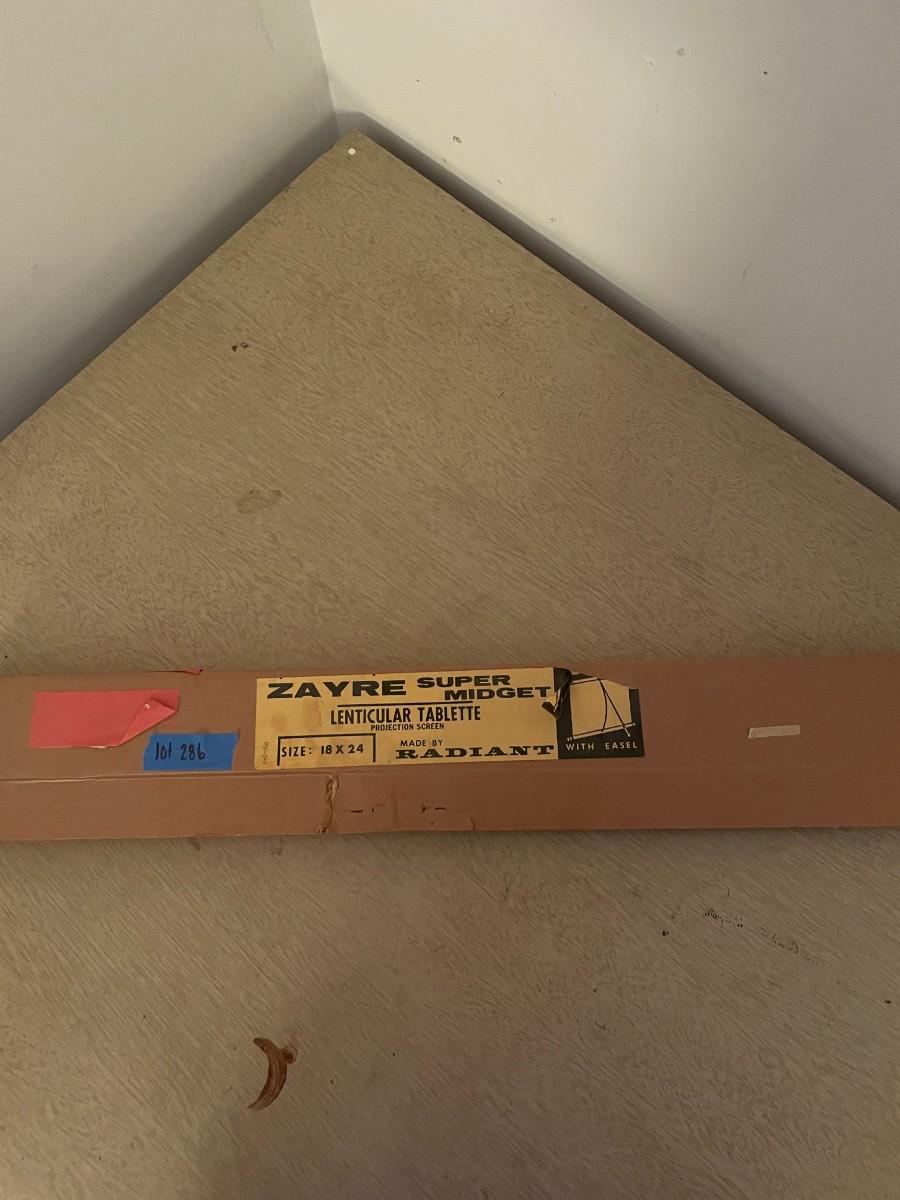 ZAYRE SUPER MIDGET
LENTICULAR TABLETTE
PROJECTION SCREEN
SIZE: 18 X 24
MADE BY
RADIANT
WITH EASEL
lot 286